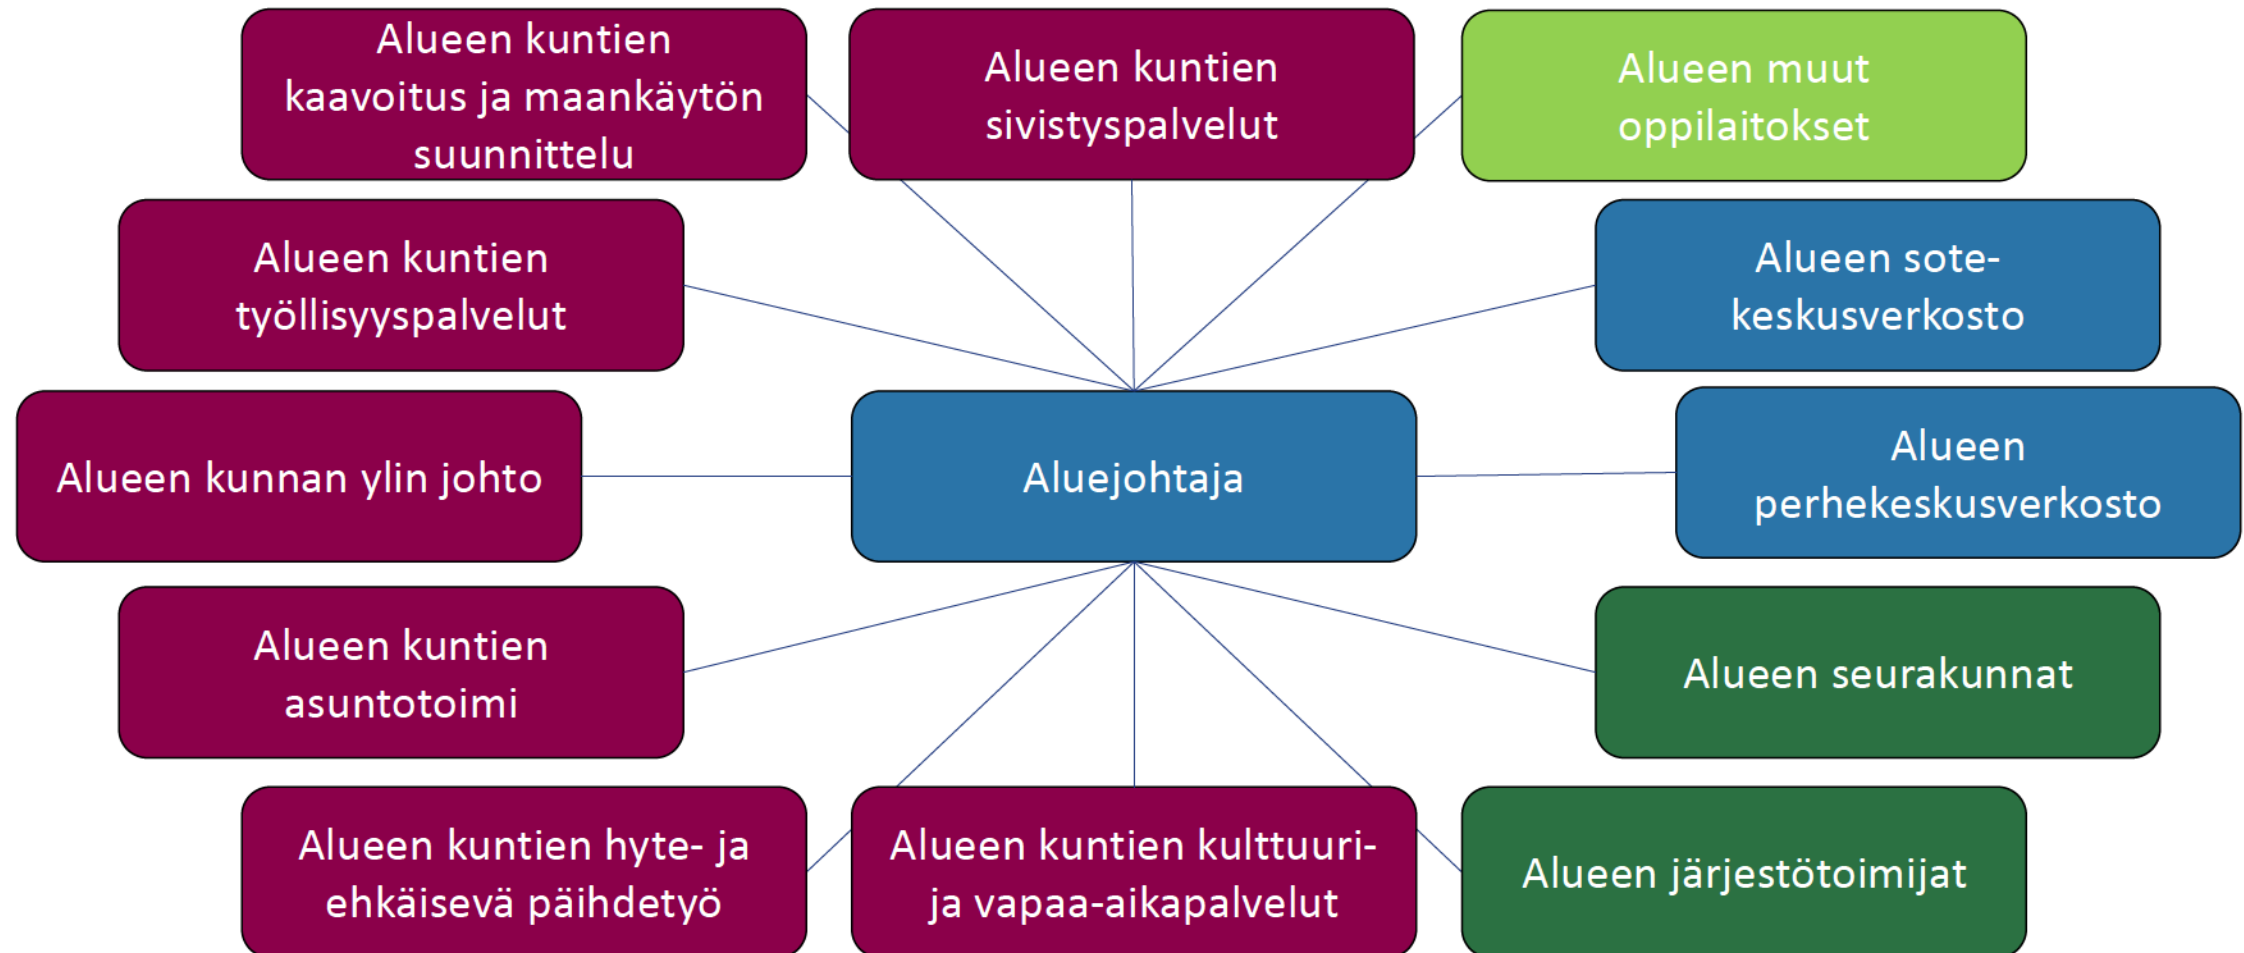 Alueen kuntien
kaavoitus ja maankäytön
suunnittelu
Alueen kuntien
sivistyspalvelut
Alueen muut
oppilaitokset
Alueen kuntien
työllisyyspalvelut
Alueen sote-
keskusverkosto
Alueen kunnan ylin johto
Aluejohtaja
Alueen
perhekeskusverkosto
Alueen kuntien
asuntotoimi
Alueen seurakunnat
Alueen kuntien hyte- ja
ehkäisevä päihdetyö
Alueen kuntien kulttuuri-
ja vapaa-aikapalvelut
Alueen järjestötoimijat